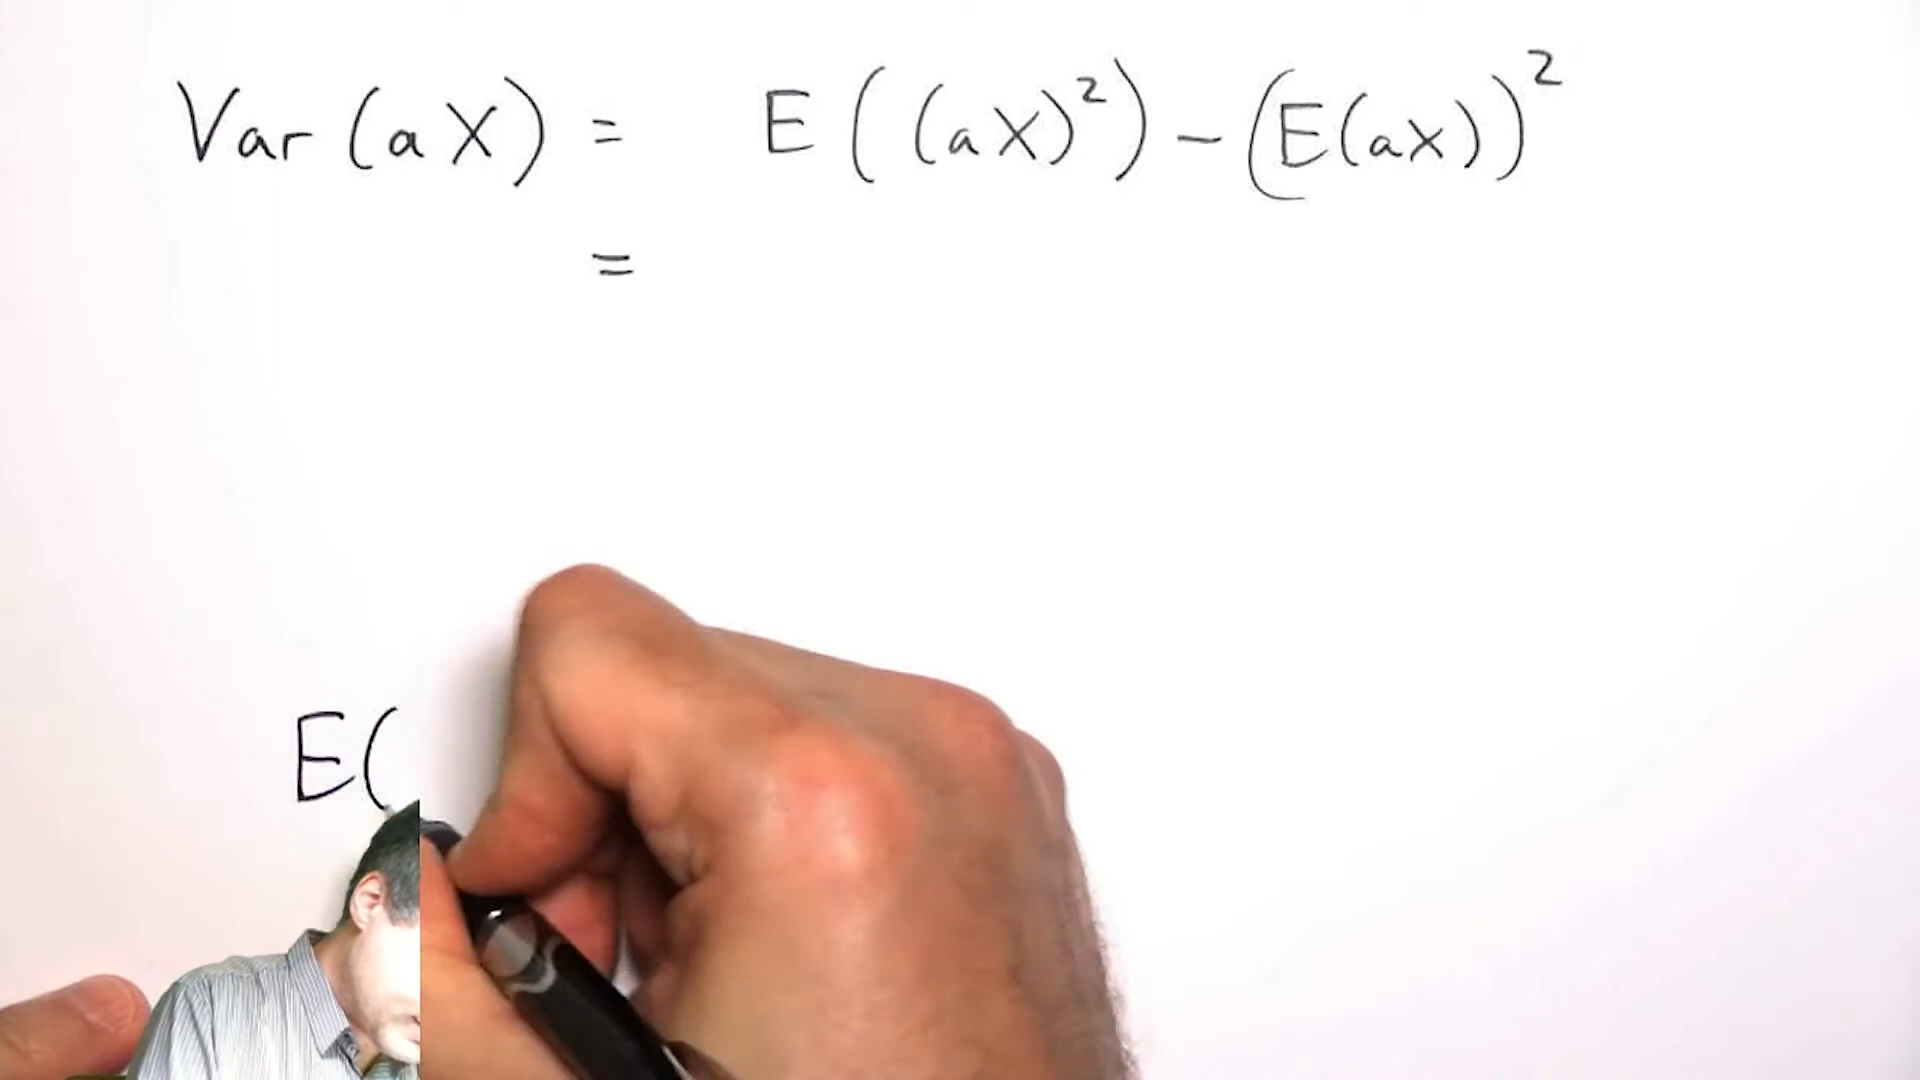 Var (aX) = E ((aX)²) - (E(aX))²
=
E(